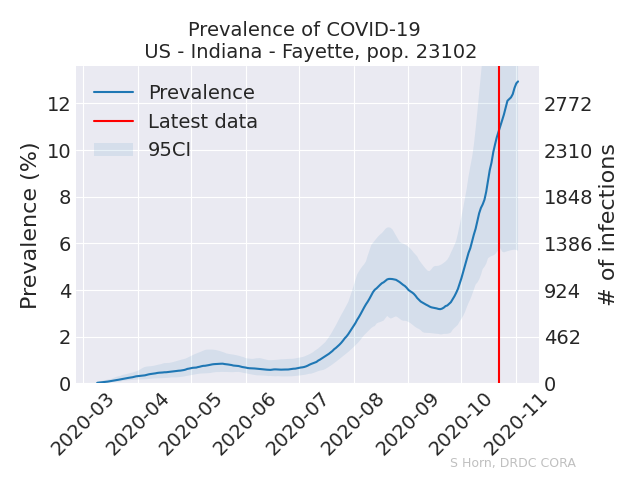 Prevalence of COVID-19
US - Indiana - Fayette, pop. 23102
Prevalence
Latest data
95CI
Prevalence (%)
12
10
8
6
4
2
0
2772
2310
1848
1386
924
462
0
# of infections
2020-03
2020-04
2020-05
2020-06
2020-07
2020-08
2020-09
2020-10
2020-11
S Horn, DRDC CORA